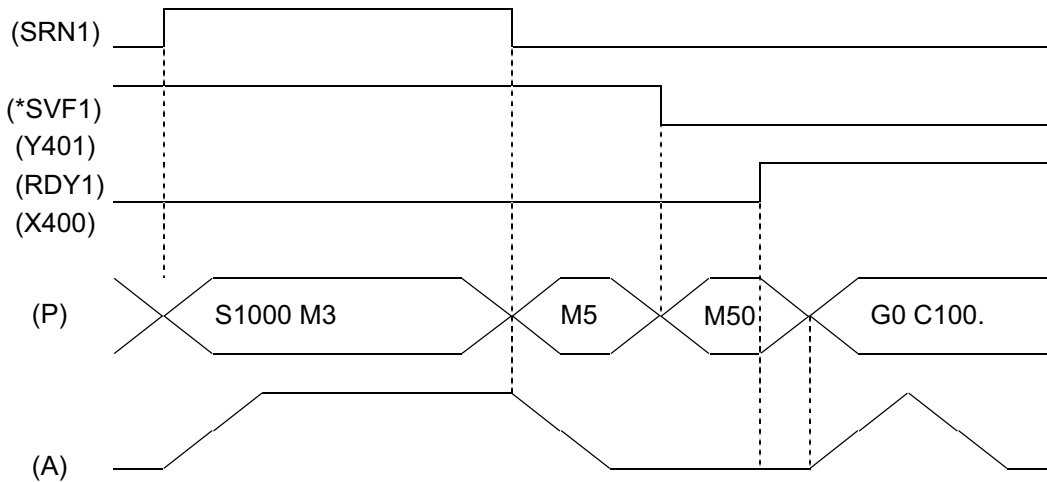 (SRN1)
(*SVF1)
(Y401)
(RDY1)
(X400)
(P) S1000 M3 M5 M50 G0 C100.
(A)